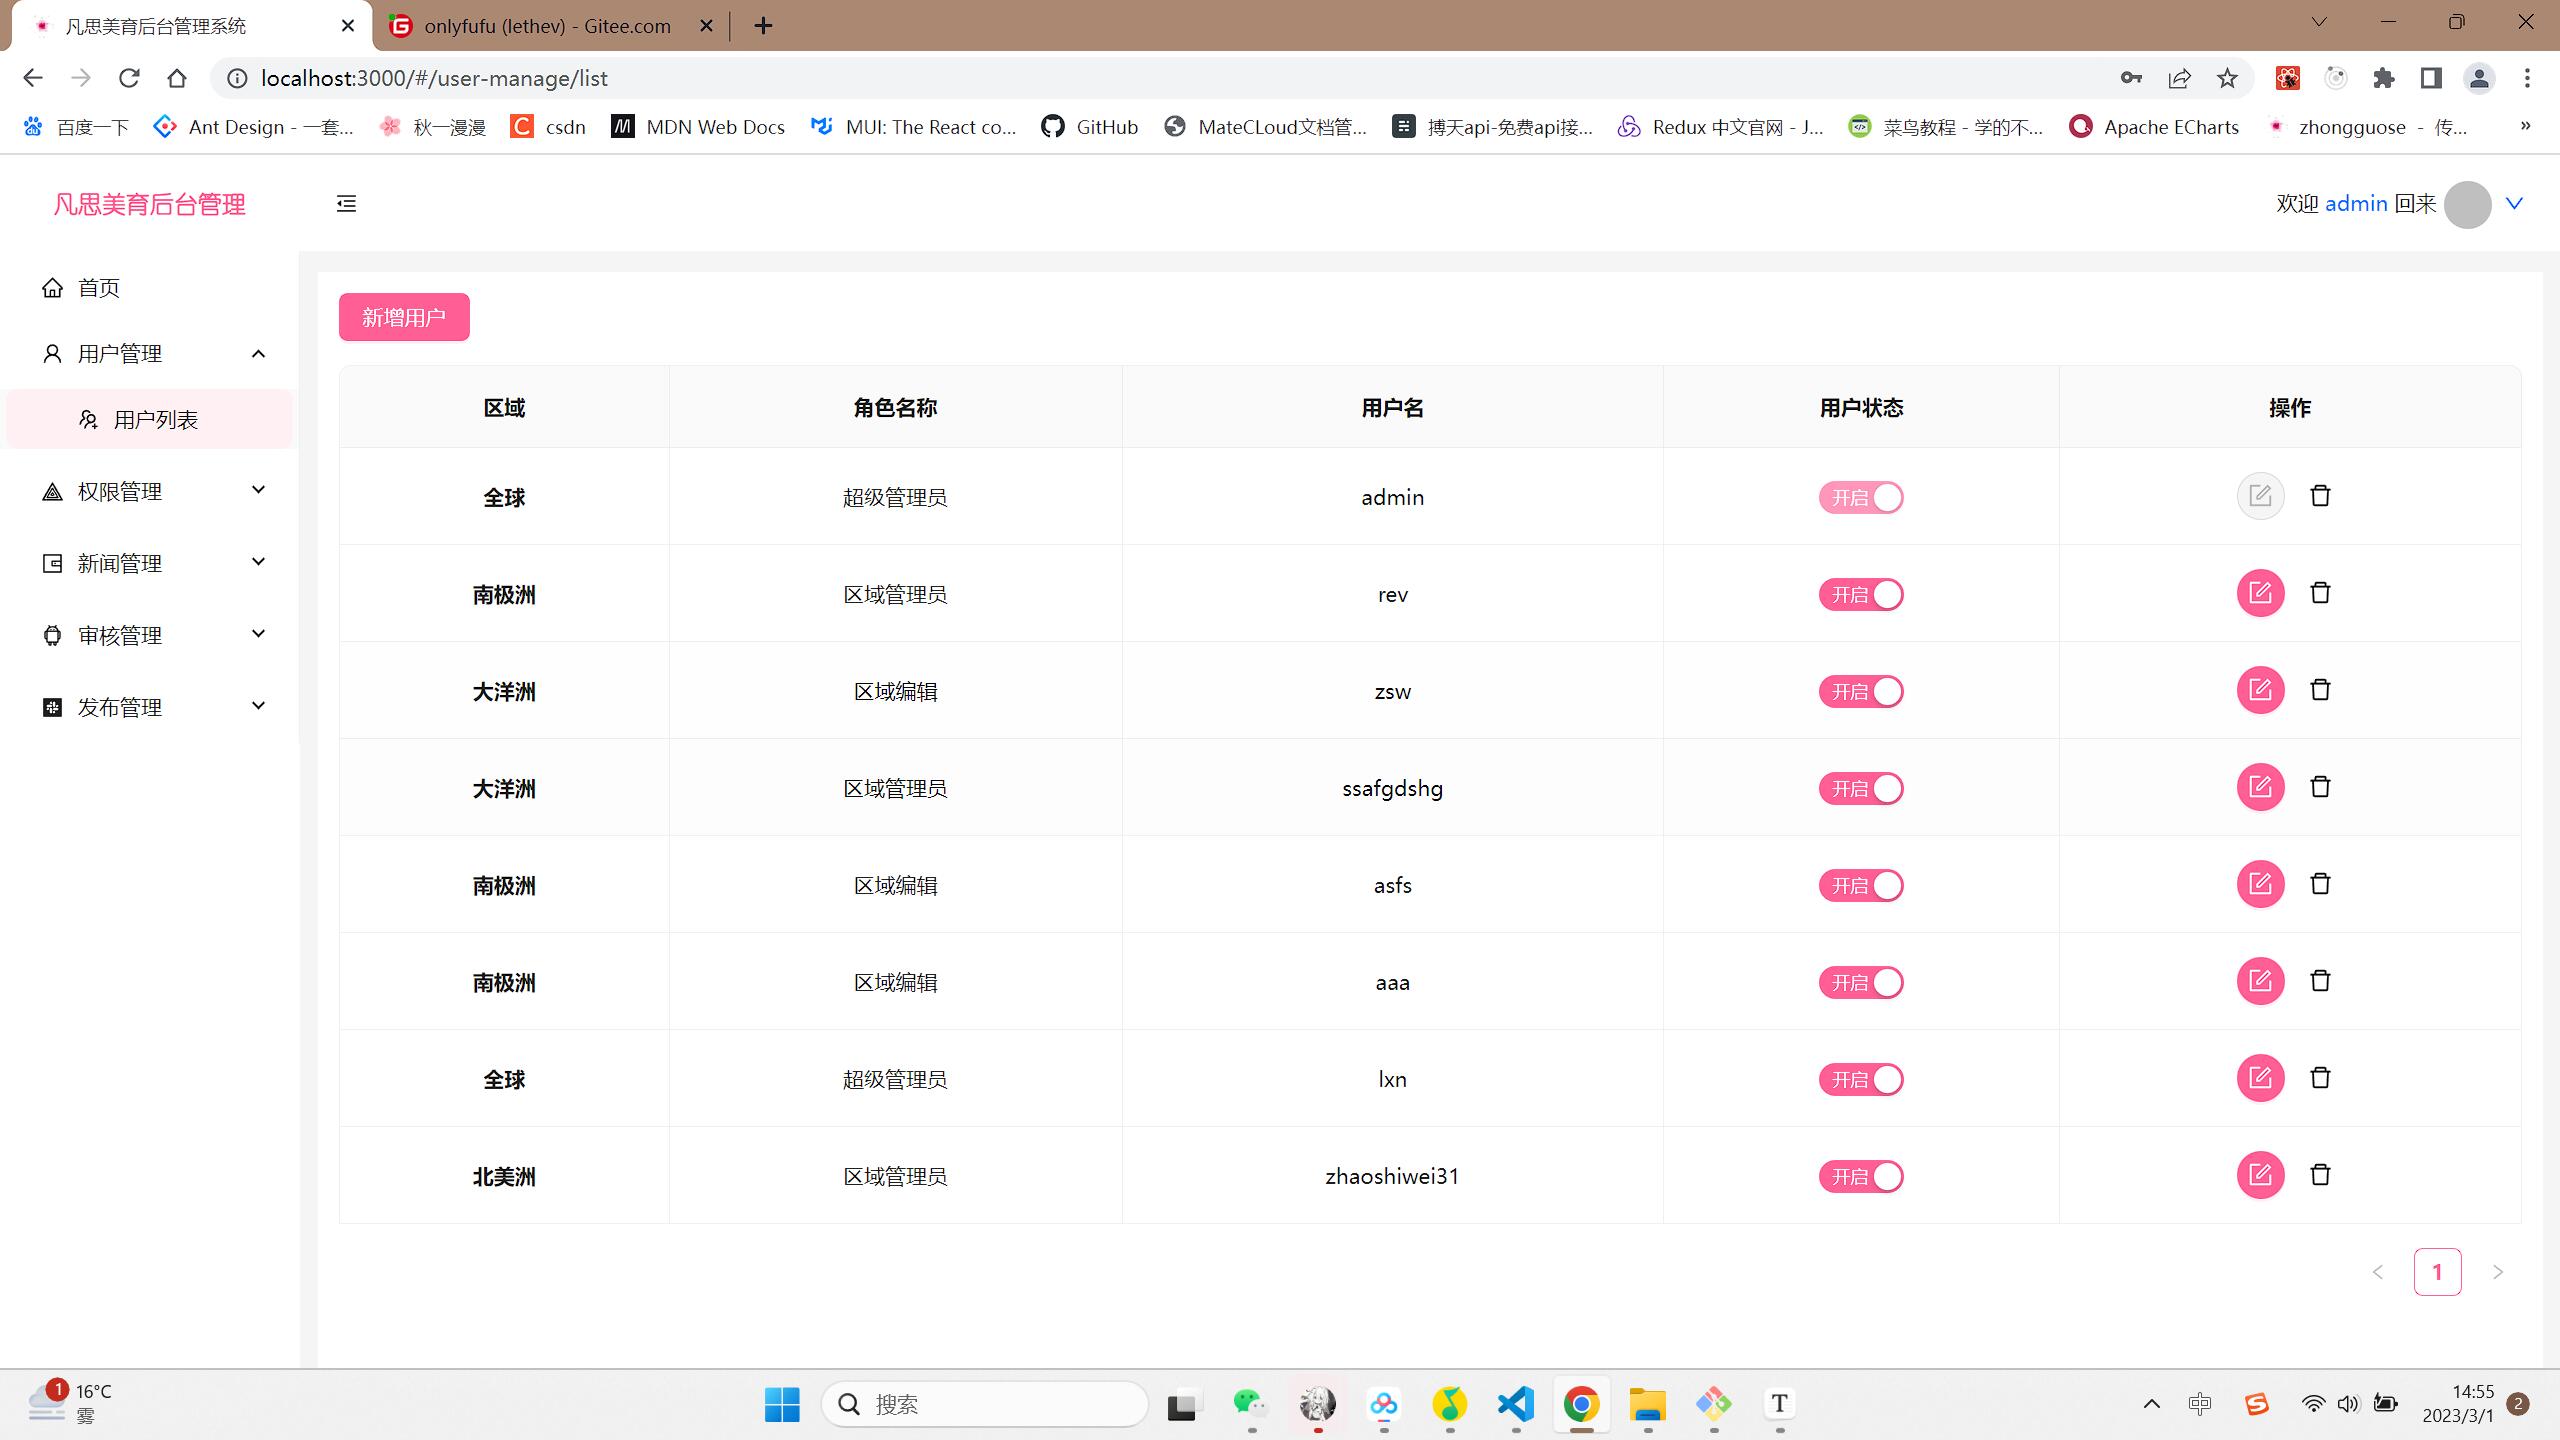 凡思美育后台管理系统
onlyfufu (lethev) - Gitee.com
localhost:3000/#/user-manage/list
百度一下 Ant Design - 一套... 秋一漫漫 csdn MDN Web Docs MUI: The React co... GitHub MateCLoud文档管... 搏天api-免费api接... Redux 中文官网 - J... 菜鸟教程 - 学的不... Apache ECharts zhongguose - 传... »
凡思美育后台管理
欢迎 admin 回来
首页
用户管理
用户列表
权限管理
新闻管理
审核管理
发布管理
新增用户
区域 角色名称 用户名 用户状态 操作
全球 超级管理员 admin 开启
南极洲 区域管理员 rev 开启
大洋洲 区域编辑 zsw 开启
大洋洲 区域管理员 ssafgdshg 开启
南极洲 区域编辑 asfs 开启
南极洲 区域编辑 aaa 开启
全球 超级管理员 lxn 开启
北美洲 区域管理员 zhaoshiwei31 开启
< 1 >
1 16°C
雾
搜索
T
中
14:55
2023/3/1
2